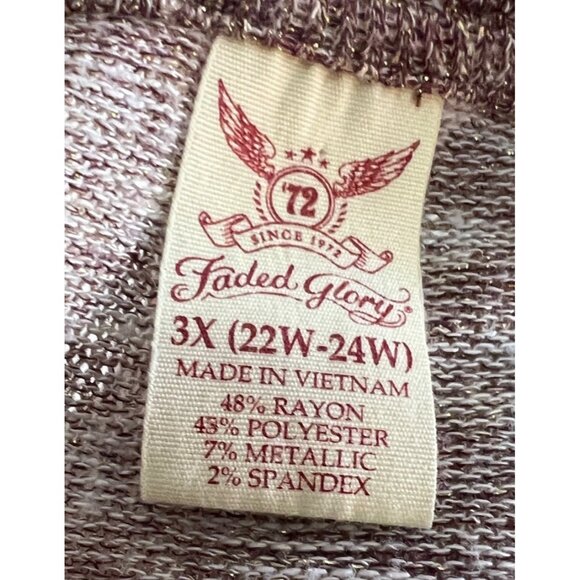 '72
SINCE 1972
Faded Glory®
3X (22W-24W)
MADE IN VIETNAM
48% RAYON
43% POLYESTER
7% METALLIC
2% SPANDEX